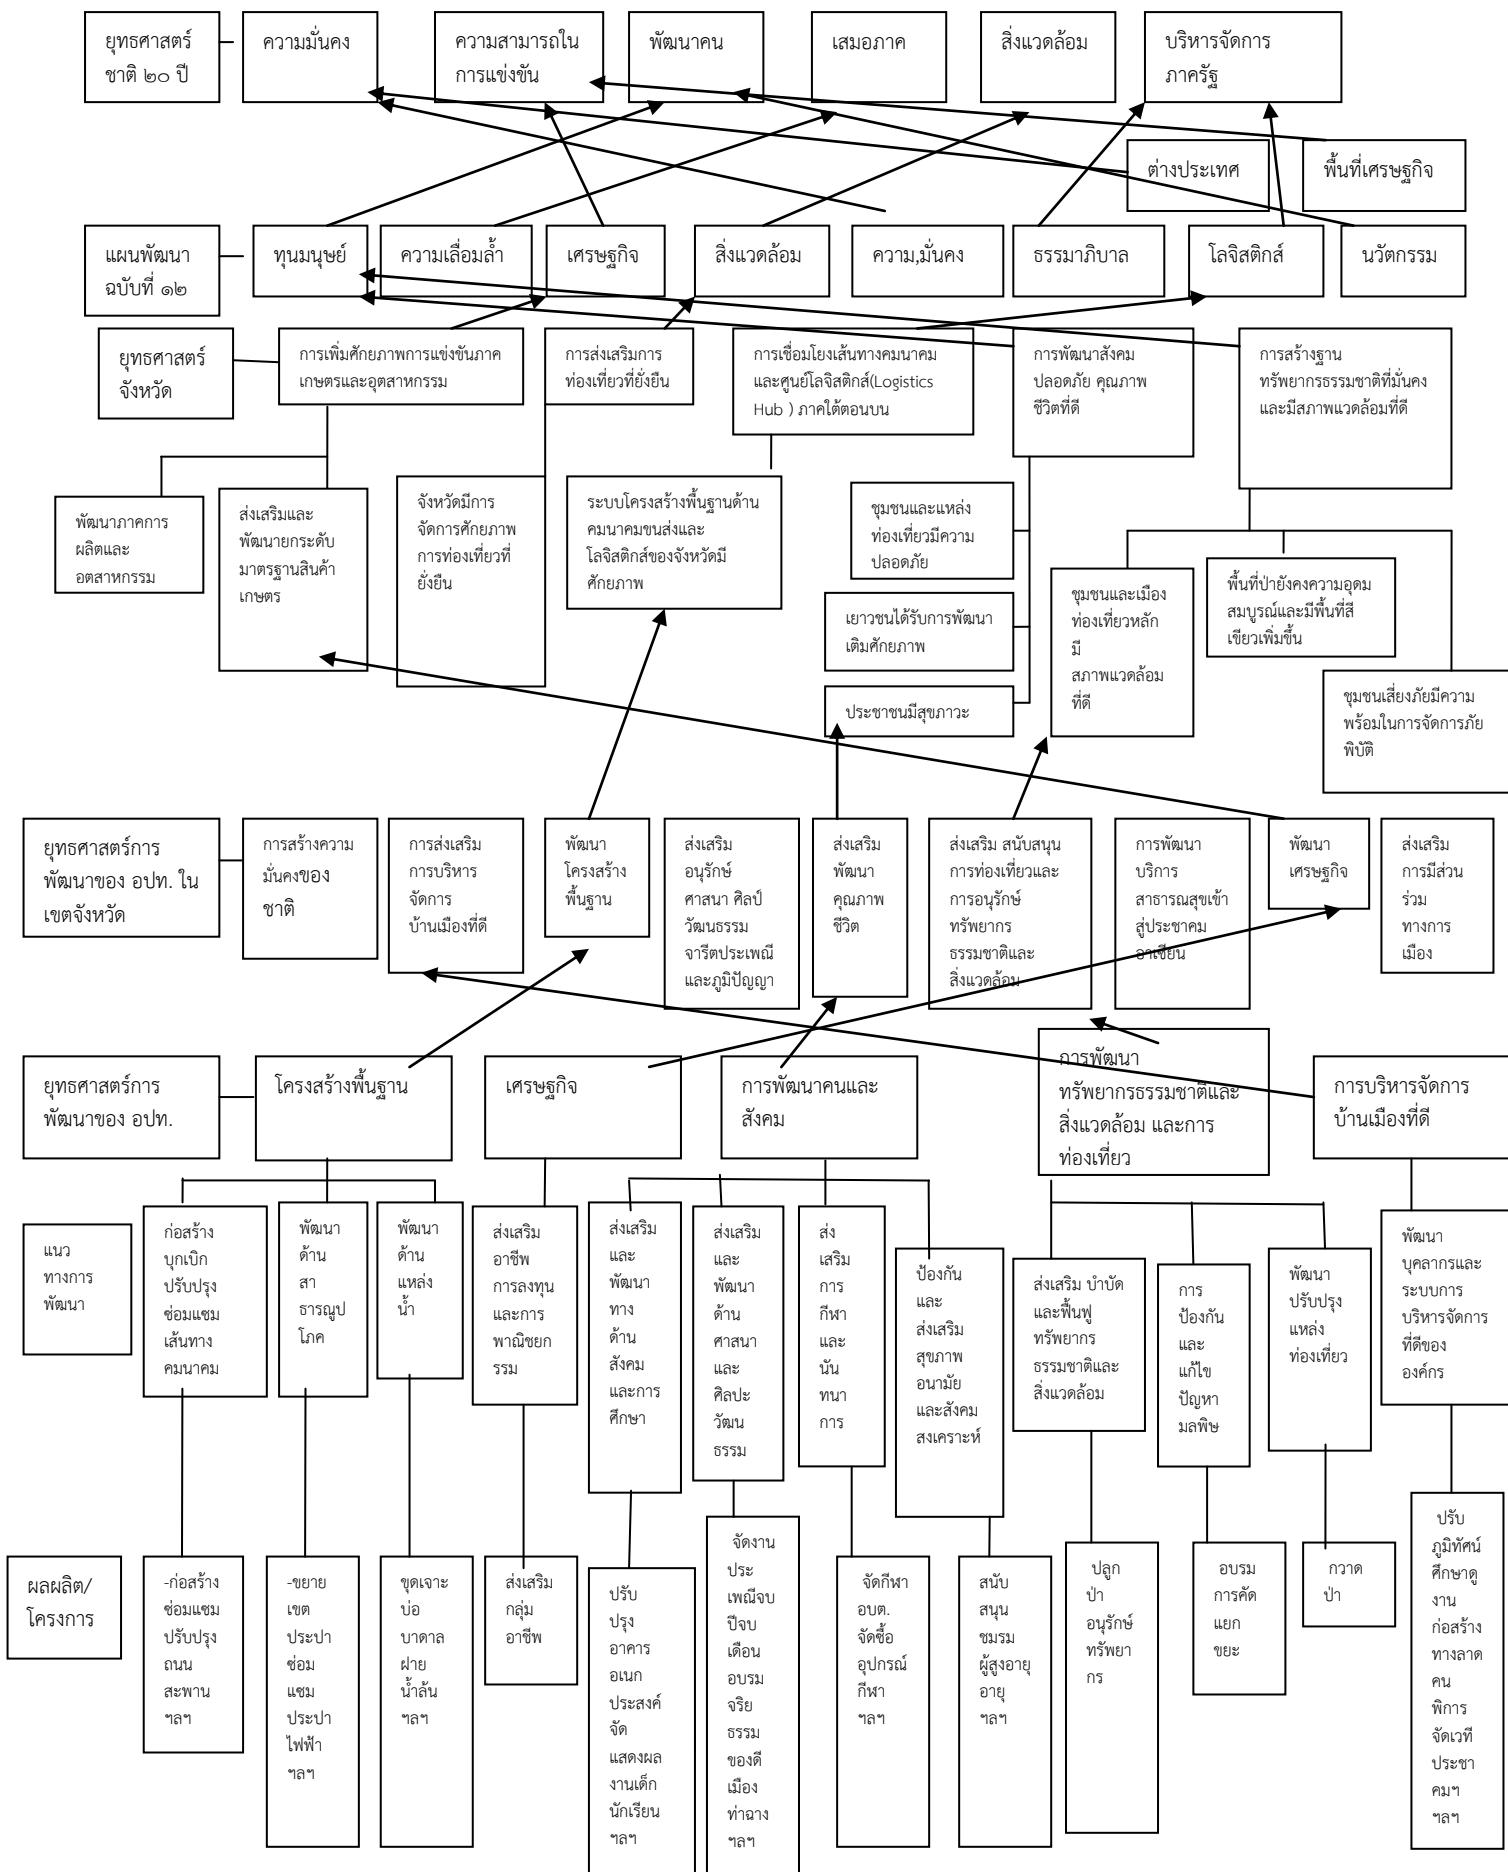 ยุทธศาสตร์
ชาติ ๒๐ ปี
ความมั่นคง
ความสามารถใน
การแข่งขัน
พัฒนาคน
เสมอภาค
สิ่งแวดล้อม
บริหารจัดการ
ภาครัฐ
ต่างประเทศ
พื้นที่เศรษฐกิจ
แผนพัฒนา
ฉบับที่ ๑๒
ทุนมนุษย์
ความเลื่อมล้ำ
เศรษฐกิจ
สิ่งแวดล้อม
ความ,มั่นคง
ธรรมาภิบาล
โลจิสติกส์
นวัตกรรม
ยุทธศาสตร์
จังหวัด
การเพิ่มศักยภาพการแข่งขันภาค
เกษตรและอุตสาหกรรม
การส่งเสริมการ
ท่องเที่ยวที่ยั่งยืน
การเชื่อมโยงเส้นทางคมนาคม
และศูนย์โลจิสติกส์(Logistics
Hub ) ภาคใต้ตอนบน
การพัฒนาสังคม
ปลอดภัย คุณภาพ
ชีวิตที่ดี
การสร้างฐาน
ทรัพยากรธรรมชาติที่มั่นคง
และมีสภาพแวดล้อมที่ดี
พัฒนาภาคการ
ผลิตและ
อตสาหกรรม
ส่งเสริมและ
พัฒนายกระดับ
มาตรฐานสินค้า
เกษตร
จังหวัดมีการ
จัดการศักยภาพ
การท่องเที่ยวที่
ยั่งยืน
ระบบโครงสร้างพื้นฐานด้าน
คมนาคมขนส่งและ
โลจิสติกส์ของจังหวัดมี
ศักยภาพ
ชุมชนและแหล่ง
ท่องเที่ยวมีความ
ปลอดภัย
เยาวชนได้รับการพัฒนา
เติมศักยภาพ
ประชาชนมีสุขภาวะ
ชุมชนและเมือง
ท่องเที่ยวหลัก
มี
สภาพแวดล้อม
ที่ดี
พื้นที่ป่ายังคงความอุดม
สมบูรณ์และมีพื้นที่สี
เขียวเพิ่มขึ้น
ชุมชนเสี่ยงภัยมีความ
พร้อมในการจัดการภัย
พิบัติ
ยุทธศาสตร์การ
พัฒนาของ อปท. ใน
เขตจังหวัด
การสร้างความ
มั่นคงของ
ชาติ
การส่งเสริม
การบริหาร
จัดการ
บ้านเมืองที่ดี
พัฒนา
โครงสร้าง
พื้นฐาน
ส่งเสริม
อนุรักษ์
ศาสนา ศิลป์
วัฒนธรรม
จารีตประเพณี
และภูมิปัญญา
ส่งเสริม
พัฒนา
คุณภาพ
ชีวิต
ส่งเสริม สนับสนุน
การท่องเที่ยวและ
การอนุรักษ์
ทรัพยากร
ธรรมชาติและ
สิ่งแวดล้อม
การพัฒนา
บริการ
สาธารณสุขเข้า
สู่ประชาคม
อาเซียน
พัฒนา
เศรษฐกิจ
ส่งเสริม
การมีส่วน
ร่วม
ทางการ
เมือง
ยุทธศาสตร์การ
พัฒนาของ อปท.
โครงสร้างพื้นฐาน
เศรษฐกิจ
การพัฒนาคนและ
สังคม
การพัฒนา
ทรัพยากรธรรมชาติและ
สิ่งแวดล้อม และการ
ท่องเที่ยว
การบริหารจัดการ
บ้านเมืองที่ดี
แนว
ทางการ
พัฒนา
ก่อสร้าง
บุกเบิก
ปรับปรุง
ซ่อมแซม
เส้นทาง
คมนาคม
พัฒนา
ด้าน
สา
ธารณูป
โภค
พัฒนา
ด้าน
แหล่ง
น้ำ
ส่งเสริม
อาชีพ
การลงทุน
และการ
พาณิชยก
รรม
ส่งเสริม
และ
พัฒนา
ทาง
ด้าน
สังคม
และการ
ศึกษา
ส่งเสริม
และ
พัฒนา
ด้าน
ศาสนา
และ
ศิลปะ
วัฒน
ธรรม
ส่ง
เสริม
การ
กีฬา
และ
นัน
ทนา
การ
ป้องกัน
และ
ส่งเสริม
สุขภาพ
อนามัย
และสังคม
สงเคราะห์
ส่งเสริม บำบัด
และฟื้นฟู
ทรัพยากร
ธรรมชาติและ
สิ่งแวดล้อม
การ
ป้องกัน
และ
แก้ไข
ปัญหา
มลพิษ
พัฒนา
ปรับปรุง
แหล่ง
ท่องเที่ยว
พัฒนา
บุคลากรและ
ระบบการ
บริหารจัดการ
ที่ดีของ
องค์กร
ผลผลิต/
โครงการ
-ก่อสร้าง
ซ่อมแซม
ปรับปรุง
ถนน
สะพาน
ฯลฯ
-ขยาย
เขต
ประปา
ซ่อม
แซม
ประปา
ไฟฟ้า
ฯลฯ
ขุดเจาะ
บ่อ
บาดาล
ฝาย
น้ำล้น
ฯลฯ
ส่งเสริม
กลุ่ม
อาชีพ
ปรับ
ปรุง
อาคาร
อเนก
ประสงค์
จัด
แสดงผล
งานเด็ก
นักเรียน
ฯลฯ
จัดงาน
ประ
เพณีจบ
ปีจบ
เดือน
อบรม
จริย
ธรรม
ของดี
เมือง
ท่าฉาง
ฯลฯ
จัดกีฬา
อบต.
จัดซื้อ
อุปกรณ์
กีฬา
ฯลฯ
สนับ
สนุน
ชมรม
ผู้สูงอายุ
อายุ
ฯลฯ
ปลูก
ป่า
อนุรักษ์
ทรัพยา
กร
อบรม
การคัด
แยก
ขยะ
กวาด
ป่า
ปรับ
ภูมิทัศน์
ศึกษาดู
งาน
ก่อสร้าง
ทางลาด
คน
พิการ
จัดเวที
ประชา
คมฯ
ฯลฯ